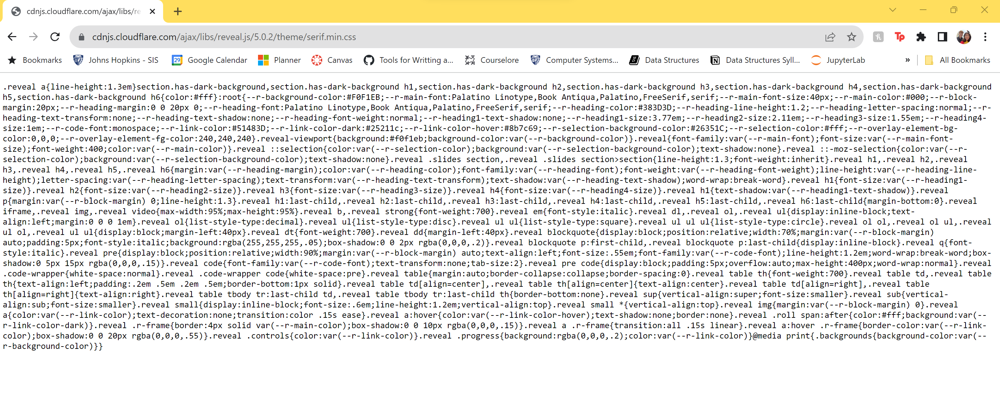 cdnjs.cloudflare.com/ajax/libs/re
cdnjs.cloudflare.com/ajax/libs/reveal.js/5.0.2/theme/serif.min.css
Bookmarks Johns Hopkins - SIS 29 Google Calendar Planner Canvas Tools for Writting a... Courselore Computer Systems... Data Structures Data Structures Syll... JupyterLab » All Bookmarks
.reveal a{line-height:1.3em}section.has-dark-background,section.has-dark-background h1,section.has-dark-background h2,section.has-dark-background h3,section.has-dark-background h4,section.has-dark-background
h5,section.has-dark-background h6{color:#fff}:root{--r-background-color:#F0F1EB;--r-main-font:Palatino Linotype,Book Antiqua,Palatino,FreeSerif,serif;--r-main-font-size:40px;--r-main-color:#000;--r-block-
margin:20px;--r-heading-margin:0 0 20px 0;--r-heading-font:Palatino Linotype,Book Antiqua,Palatino,FreeSerif,serif;--r-heading-color:#383D3D;--r-heading-line-height:1.2;--r-heading-letter-spacing:normal;--r-
heading-text-transform:none;--r-heading-text-shadow:none;--r-heading-font-weight:normal;--r-heading1-text-shadow:none;--r-heading1-size:3.77em;--r-heading2-size:2.11em;--r-heading3-size:1.55em;--r-heading4-
size:1em;--r-code-font:monospace;--r-link-color:#51483D;--r-link-color-dark:#25211c;--r-link-color-hover:#8b7c69;--r-selection-background-color:#26351C;--r-selection-color:#fff;--r-overlay-element-bg-
color:0,0,0;--r-overlay-element-fg-color:240,240,240}.reveal-viewport{background:#f0f1eb;background-color:var(--r-background-color)}.reveal{font-family:var(--r-main-font);font-size:var(--r-main-font-
size);font-weight:400;color:var(--r-main-color)}.reveal ::selection{color:var(--r-selection-color);background:var(--r-selection-background-color);text-shadow:none}.reveal ::-moz-selection{color:var(--r-
selection-color);background:var(--r-selection-background-color);text-shadow:none}.reveal .slides section,.reveal .slides section>section{line-height:1.3;font-weight:inherit}.reveal h1,.reveal h2,.reveal
h3,.reveal h4,.reveal h5,.reveal h6{margin:var(--r-heading-margin);color:var(--r-heading-color);font-family:var(--r-heading-font);font-weight:var(--r-heading-font-weight);line-height:var(--r-heading-line-
height);letter-spacing:var(--r-heading-letter-spacing);text-transform:var(--r-heading-text-transform);text-shadow:var(--r-heading-text-shadow);word-wrap:break-word}.reveal h1{font-size:var(--r-heading1-
size)}.reveal h2{font-size:var(--r-heading2-size)}.reveal h3{font-size:var(--r-heading3-size)}.reveal h4{font-size:var(--r-heading4-size)}.reveal h1{text-shadow:var(--r-heading1-text-shadow)}.reveal
p{margin:var(--r-block-margin) 0;line-height:1.3}.reveal h1:last-child,.reveal h2:last-child,.reveal h3:last-child,.reveal h4:last-child,.reveal h5:last-child,.reveal h6:last-child{margin-bottom:0}.reveal
iframe,.reveal img,.reveal video{max-width:95%;max-height:95%}.reveal b,.reveal strong{font-weight:700}.reveal em{font-style:italic}.reveal dl,.reveal ol,.reveal ul{display:inline-block;text-
align:left;margin:0 0 0 1em}.reveal ol{list-style-type:decimal}.reveal ul{list-style-type:disc}.reveal ul ul{list-style-type:square}.reveal ul ul ul{list-style-type:circle}.reveal ol ol,.reveal ol ul,.reveal
ul ol,.reveal ul ul{display:block;margin-left:40px}.reveal dt{font-weight:700}.reveal dd{margin-left:40px}.reveal blockquote{display:block;position:relative;width:70%;margin:var(--r-block-margin)
auto;padding:5px;font-style:italic;background:rgba(255,255,255,.05);box-shadow:0 0 2px rgba(0,0,0,.2)}.reveal blockquote p:first-child,.reveal blockquote p:last-child{display:inline-block}.reveal q{font-
style:italic}.reveal pre{display:block;position:relative;width:90%;margin:var(--r-block-margin) auto;text-align:left;font-size:.55em;font-family:var(--r-code-font);line-height:1.2em;word-wrap:break-word;box-
shadow:0 5px 15px rgba(0,0,0,.15)}.reveal code{font-family:var(--r-code-font);text-transform:none;tab-size:2}.reveal pre code{display:block;padding:5px;overflow:auto;max-height:400px;word-wrap:normal}.reveal
.code-wrapper{white-space:normal}.reveal .code-wrapper code{white-space:pre}.reveal table{margin:auto;border-collapse:collapse;border-spacing:0}.reveal table th{font-weight:700}.reveal table td,.reveal table
th{text-align:left;padding:.2em .5em .2em .5em;border-bottom:1px solid}.reveal table td[align=center],.reveal table th[align=center]{text-align:center}.reveal table td[align=right],.reveal table
th[align=right]{text-align:right}.reveal table tbody tr:last-child td,.reveal table tbody tr:last-child th{border-bottom:none}.reveal sup{vertical-align:super;font-size:smaller}.reveal sub{vertical-
align:sub;font-size:smaller}.reveal small{display:inline-block;font-size:.6em;line-height:1.2em;vertical-align:top}.reveal small *{vertical-align:top}.reveal img{margin:var(--r-block-margin) 0}.reveal
a{color:var(--r-link-color);text-decoration:none;transition:color .15s ease}.reveal a:hover{color:var(--r-link-color-hover);text-shadow:none;border:none}.reveal .roll span:after{color:#fff;background:var(--
r-link-color-dark)}.reveal .r-frame{border:4px solid var(--r-main-color);box-shadow:0 0 10px rgba(0,0,0,.15)}.reveal a .r-frame{transition:all .15s linear}.reveal a:hover .r-frame{border-color:var(--r-link-
color);box-shadow:0 0 20px rgba(0,0,0,.55)}.reveal .controls{color:var(--r-link-color)}.reveal .progress{background:rgba(0,0,0,.2);color:var(--r-link-color)}@media print{.backgrounds{background-color:var(--
r-background-color)}}